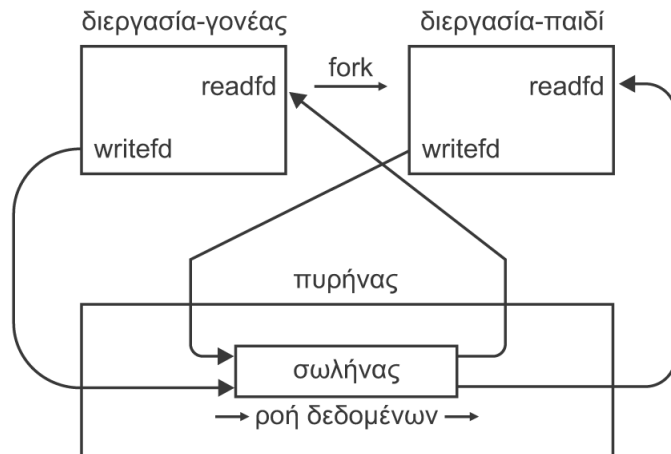 διεργασία-γονέας
διεργασία-παιδί
fork
readfd
readfd
writefd
writefd
πυρήνας
σωλήνας
ροή δεδομένων